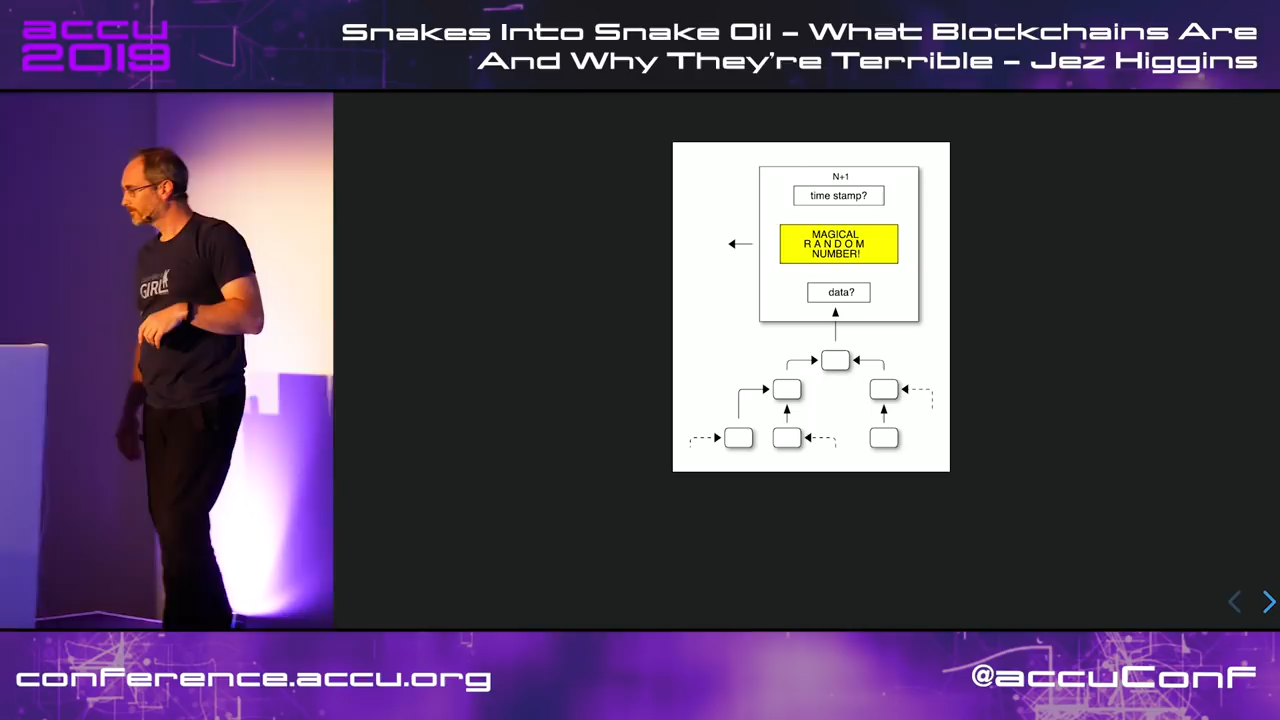 accu
2019
Snakes Into Snake Oil – What Blockchains Are
And Why They're Terrible – Jez Higgins
GIRL
N+1
time stamp?
MAGICAL
R A N D O M
NUMBER!
data?
conference.accu.org
@accuConf